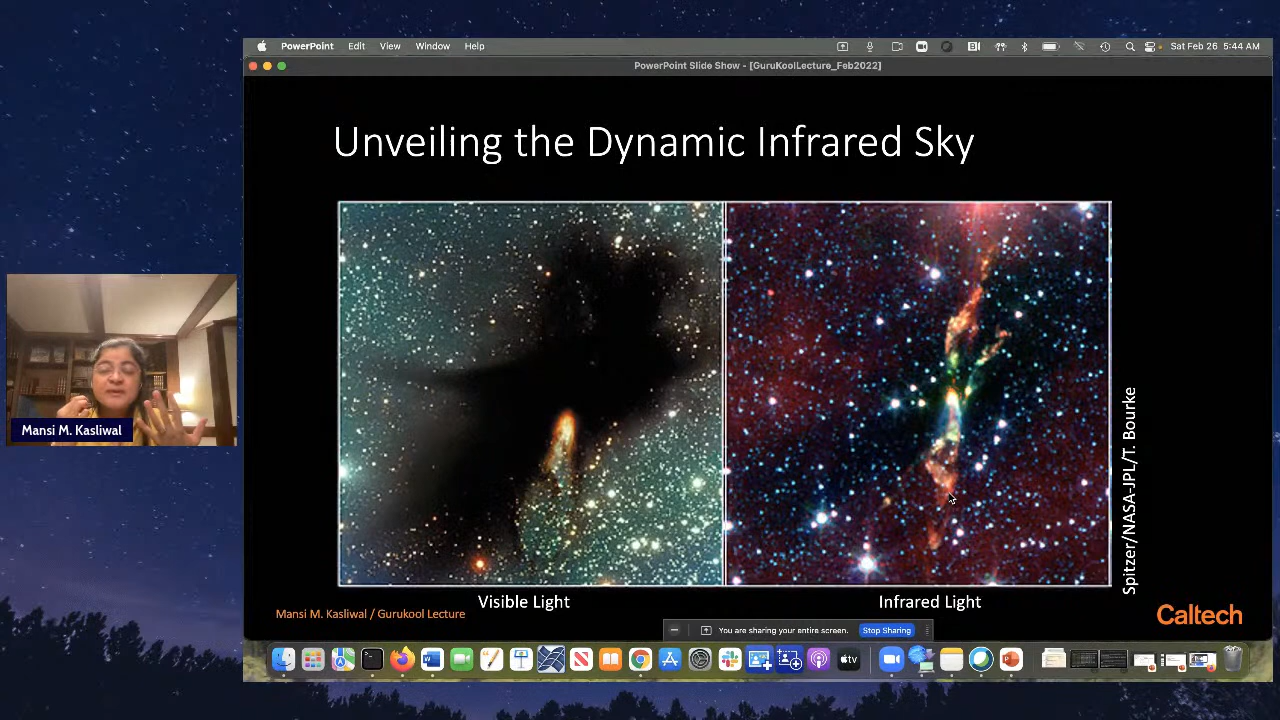 PowerPoint Edit View Window Help
Sat Feb 26 5:44 AM
PowerPoint Slide Show - [GuruKoolLecture_Feb2022]
Unveiling the Dynamic Infrared Sky
Spitzer/NASA-JPL/T. Bourke
Mansi M. Kasliwal
Visible Light
Infrared Light
Mansi M. Kasliwal / Gurukool Lecture
Caltech
You are sharing your entire screen.
Stop Sharing
tv